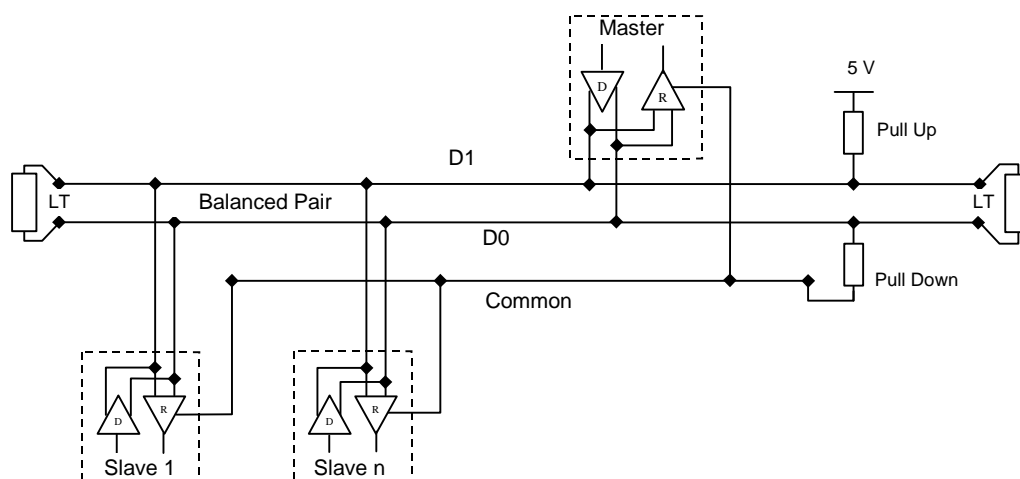 Master
D
R
5 V
Pull Up
D1
LT
Balanced Pair
LT
D0
Pull Down
Common
D
R
D
R
Slave 1
Slave n